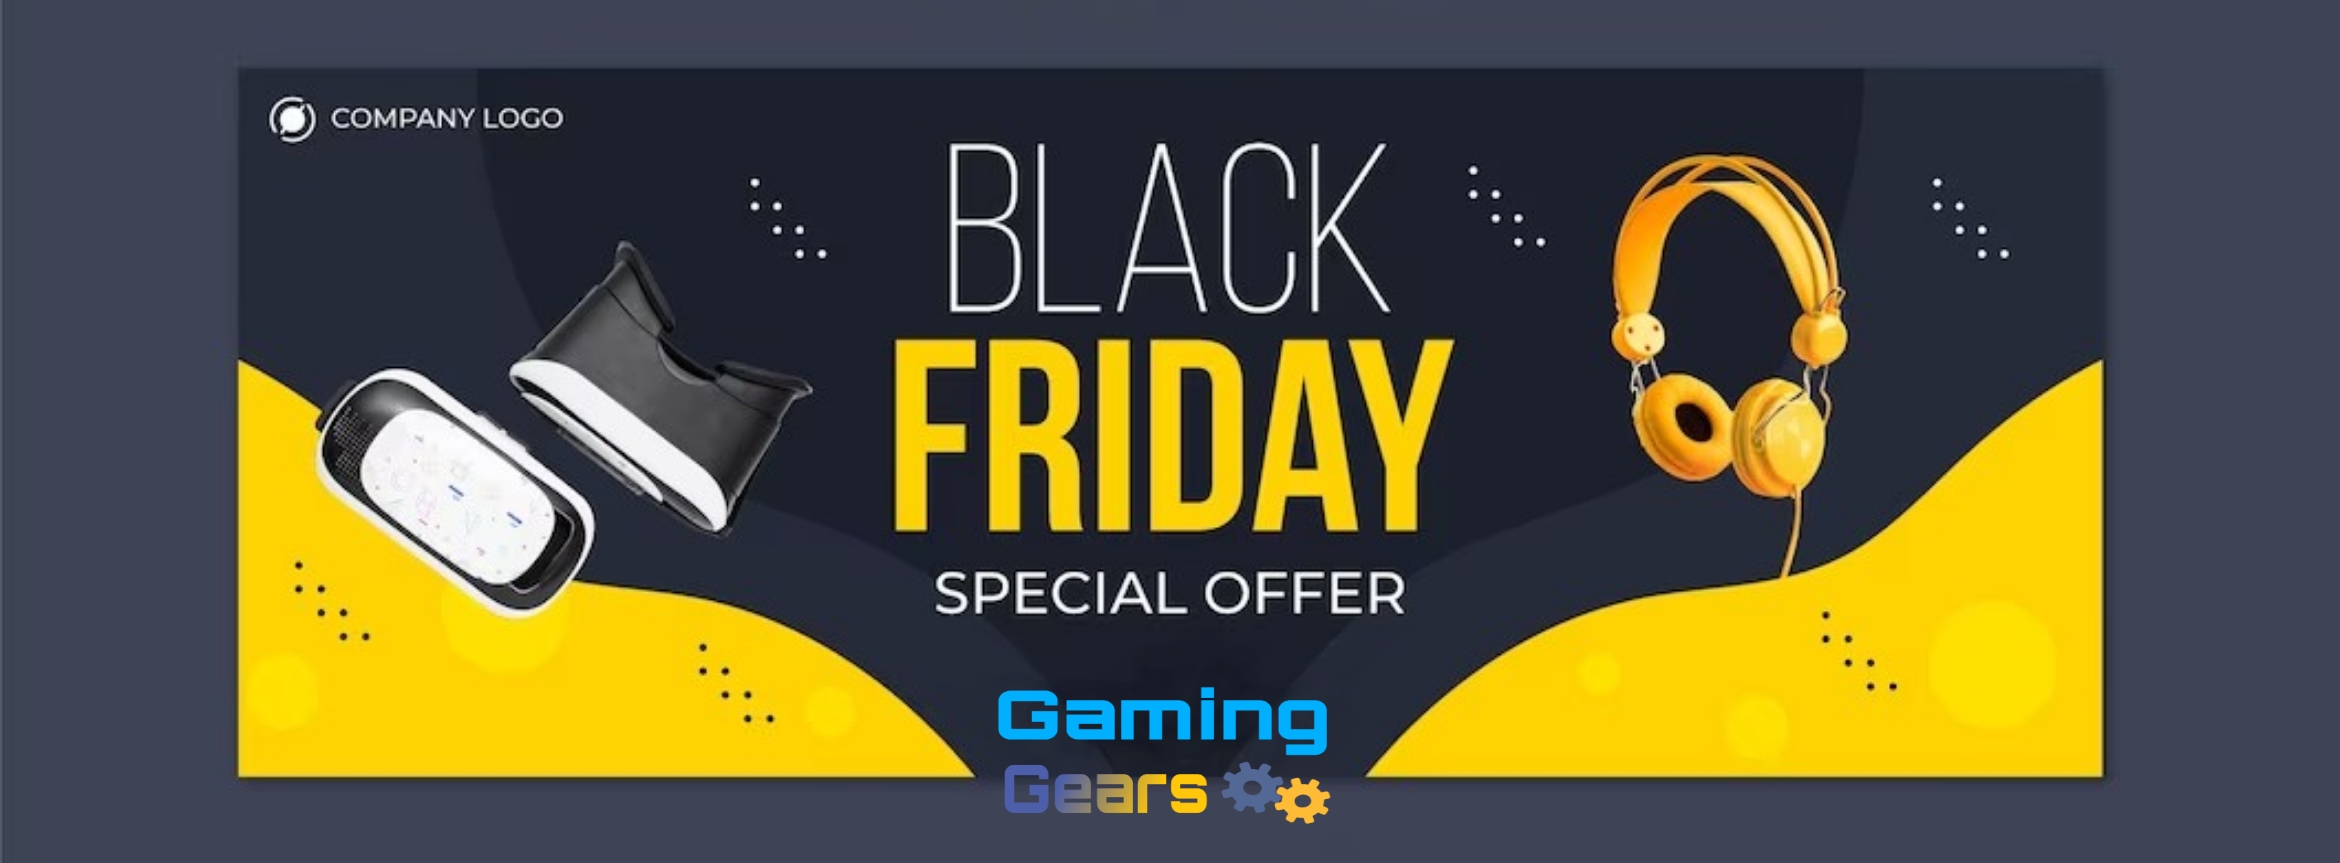 COMPANY LOGO
BLACK
FRIDAY
SPECIAL OFFER
Gaming
Gears